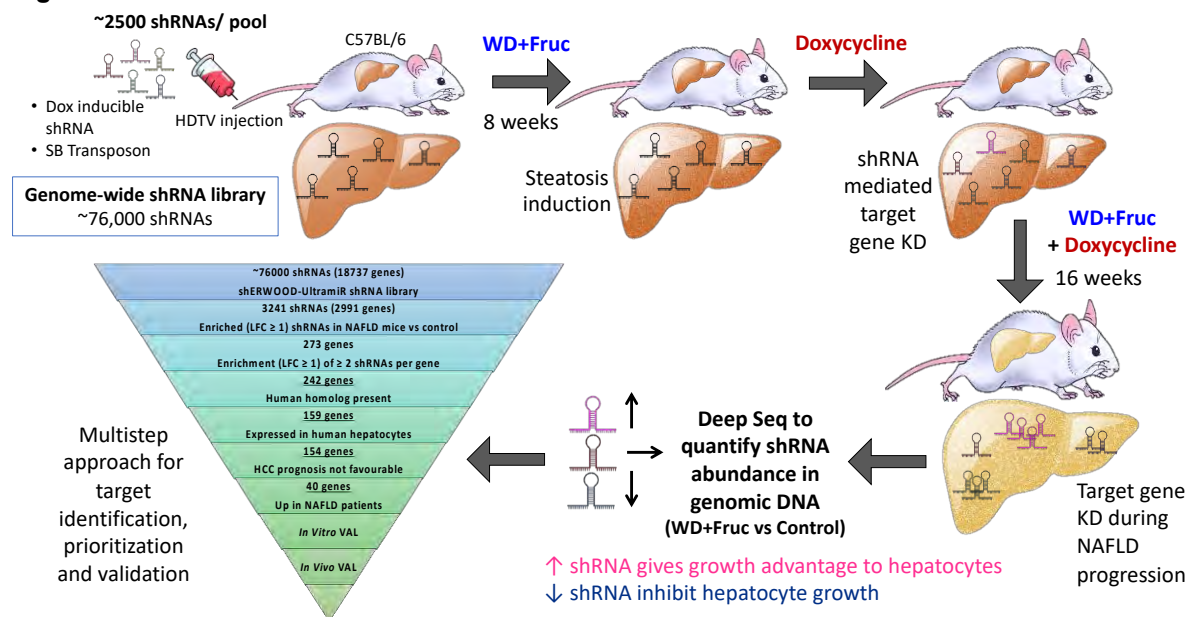 ~2500 shRNAs/ pool
• Dox inducible
shRNA
• SB Transposon
HDTV injection
Genome-wide shRNA library
~76,000 shRNAs
C57BL/6
WD+Fruc
8 weeks
Steatosis
induction
Doxycycline
shRNA
mediated
target
gene KD
WD+Fruc
+ Doxycycline
16 weeks
Target gene
KD during
NAFLD
progression
Deep Seq to
quantify shRNA
abundance in
genomic DNA
(WD+Fruc vs Control)
↑ shRNA gives growth advantage to hepatocytes
↓ shRNA inhibit hepatocyte growth
~76000 shRNAs (18737 genes)
shERWOOD-UltramiR shRNA library
3241 shRNAs (2991 genes)
Enriched (LFC ≥ 1) shRNAs in NAFLD mice vs control
273 genes
Enrichment (LFC ≥ 1) of ≥ 2 shRNAs per gene
242 genes
Human homolog present
159 genes
Expressed in human hepatocytes
154 genes
HCC prognosis not favourable
40 genes
Up in NAFLD patients
In Vitro VAL
In Vivo VAL
Multistep
approach for
target
identification,
prioritization
and validation